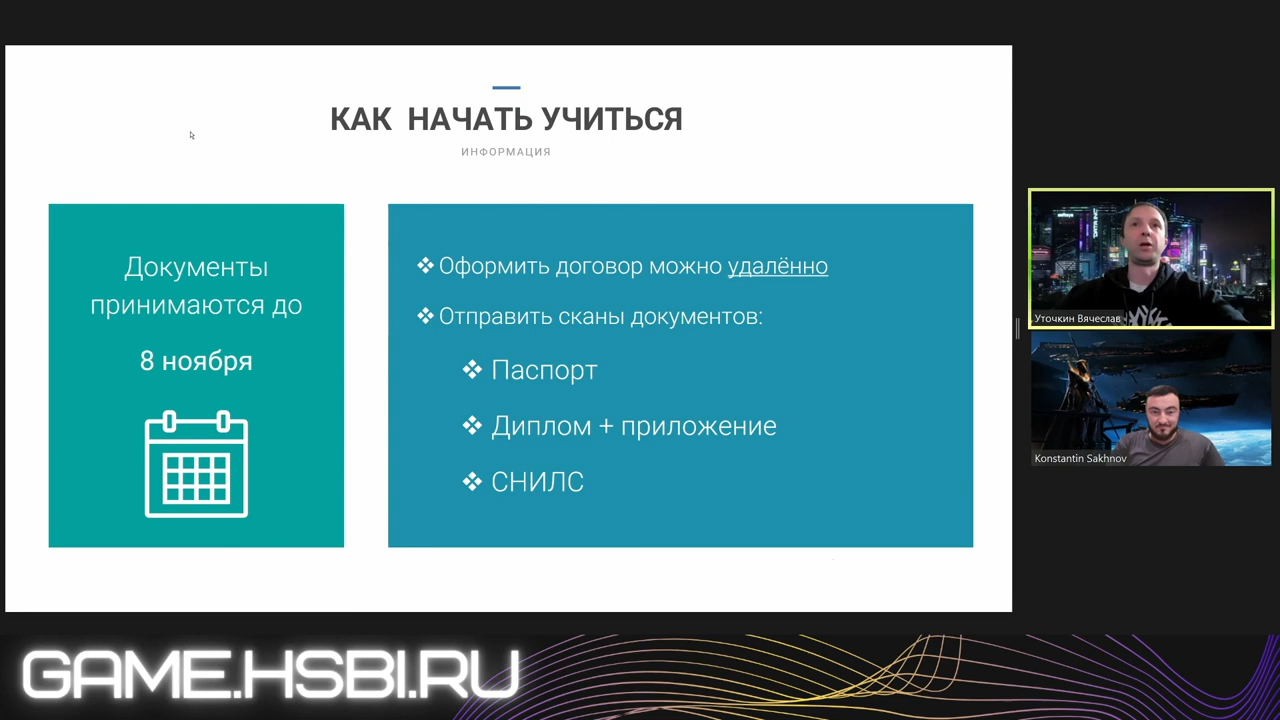 КАК НАЧАТЬ УЧИТЬСЯ
ИНФОРМАЦИЯ
Документы
принимаются до
8 ноября
❖ Оформить договор можно удалённо
❖ Отправить сканы документов:
❖ Паспорт
❖ Диплом + приложение
❖ СНИЛС
Уточкин Вячеслав
Konstantin Sakhnov
GAME.HSBI.RU